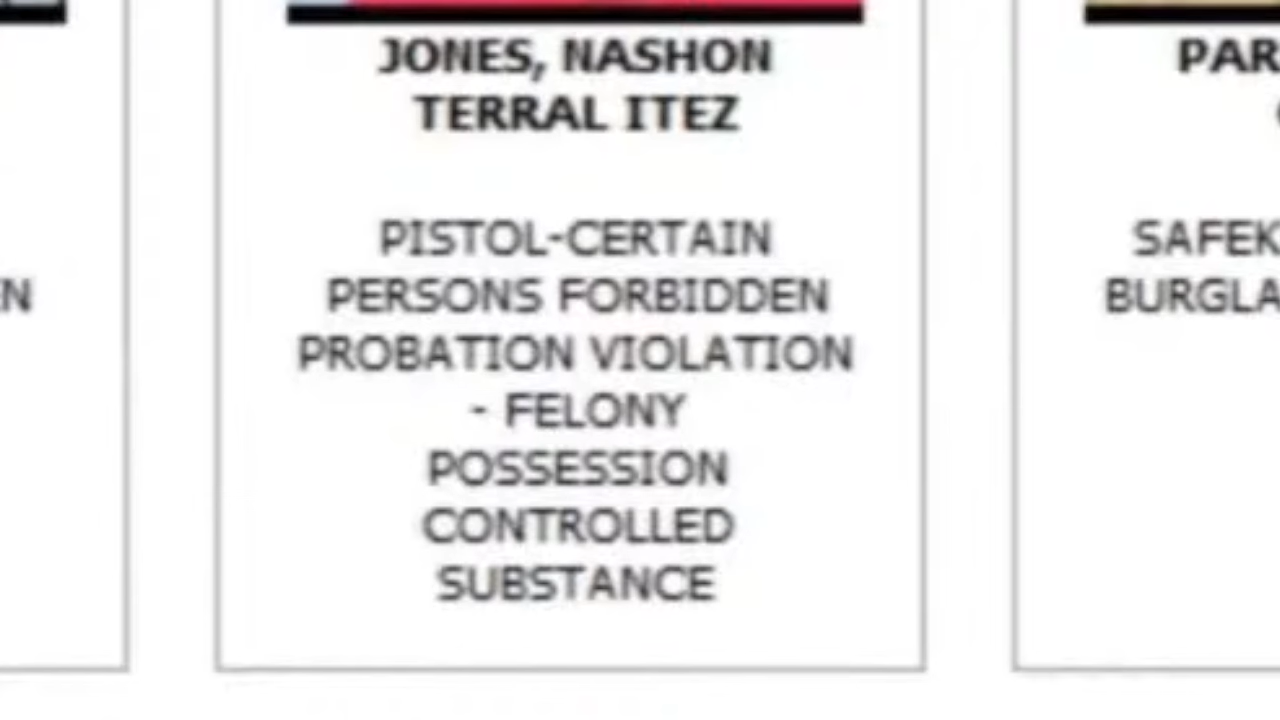 JONES, NASHON
TERRAL ITEZ
PISTOL-CERTAIN
PERSONS FORBIDDEN
PROBATION VIOLATION
- FELONY
POSSESSION
CONTROLLED
SUBSTANCE